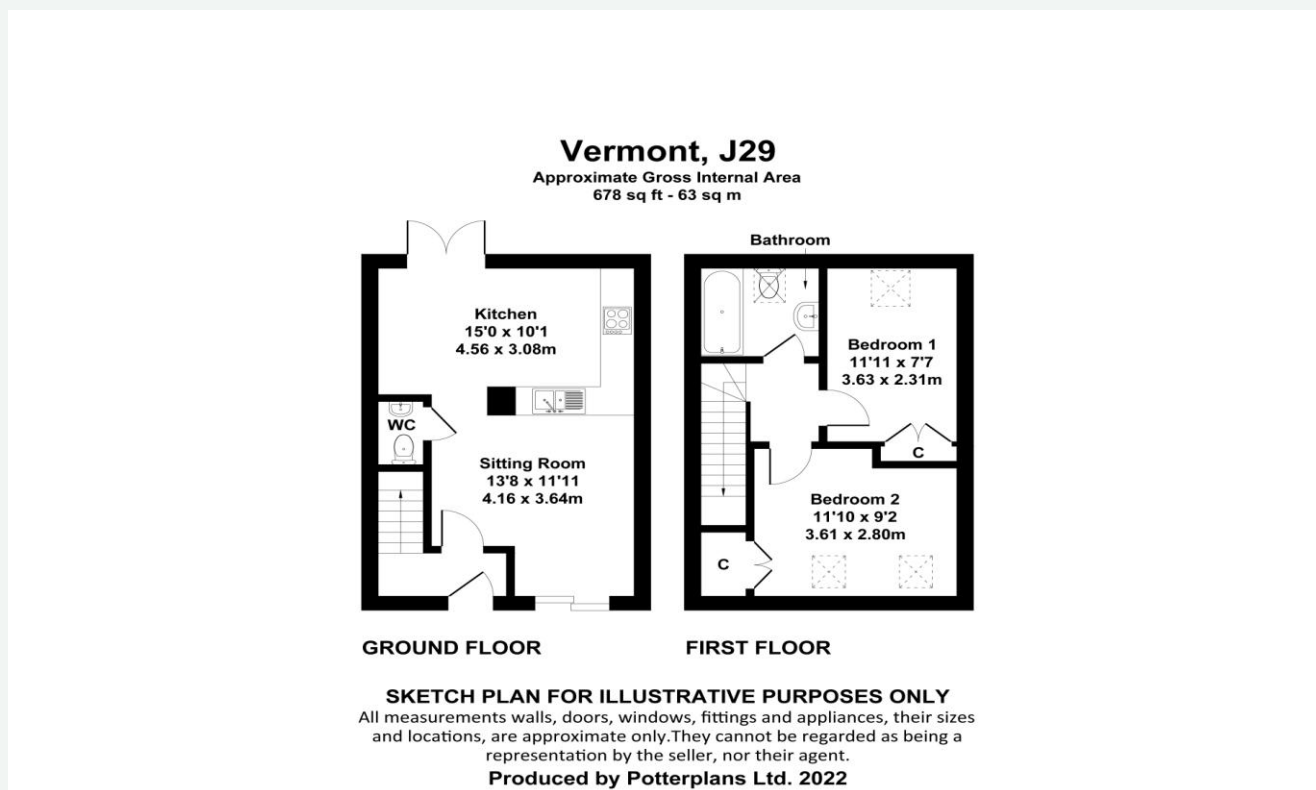 Vermont, J29
Approximate Gross Internal Area
678 sq ft - 63 sq m
Kitchen
15'0 x 10'1
4.56 x 3.08m
WC
Sitting Room
13'8 x 11'11
4.16 x 3.64m
GROUND FLOOR
Bathroom
Bedroom 1
11'11 x 7'7
3.63 x 2.31m
C
Bedroom 2
11'10 x 9'2
3.61 x 2.80m
C
FIRST FLOOR
SKETCH PLAN FOR ILLUSTRATIVE PURPOSES ONLY
All measurements walls, doors, windows, fittings and appliances, their sizes
and locations, are approximate only.They cannot be regarded as being a
representation by the seller, nor their agent.
Produced by Potterplans Ltd. 2022